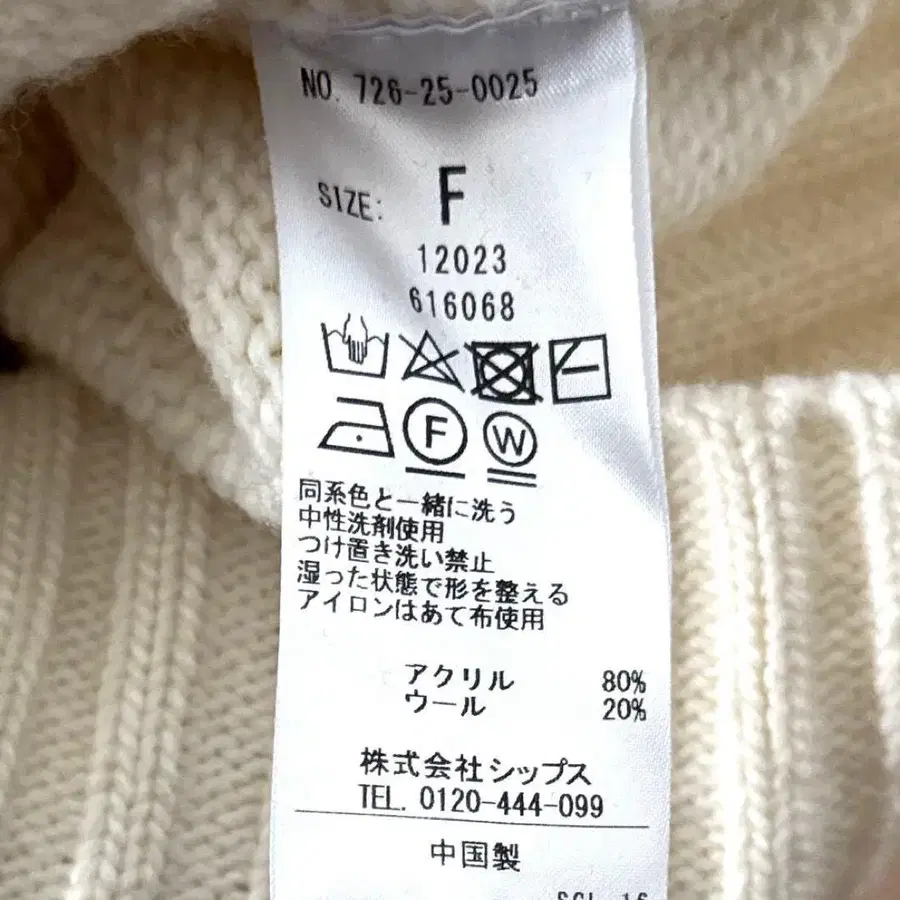 NO. 726-25-0025
SIZE: F
12023
616068
F W
同系色と一緒に洗う
中性洗剤使用
つけ置き洗い禁止
湿った状態で形を整える
アイロンはあて布使用
アクリル 80%
ウール 20%
株式会社シップス
TEL. 0120-444-099
中国製